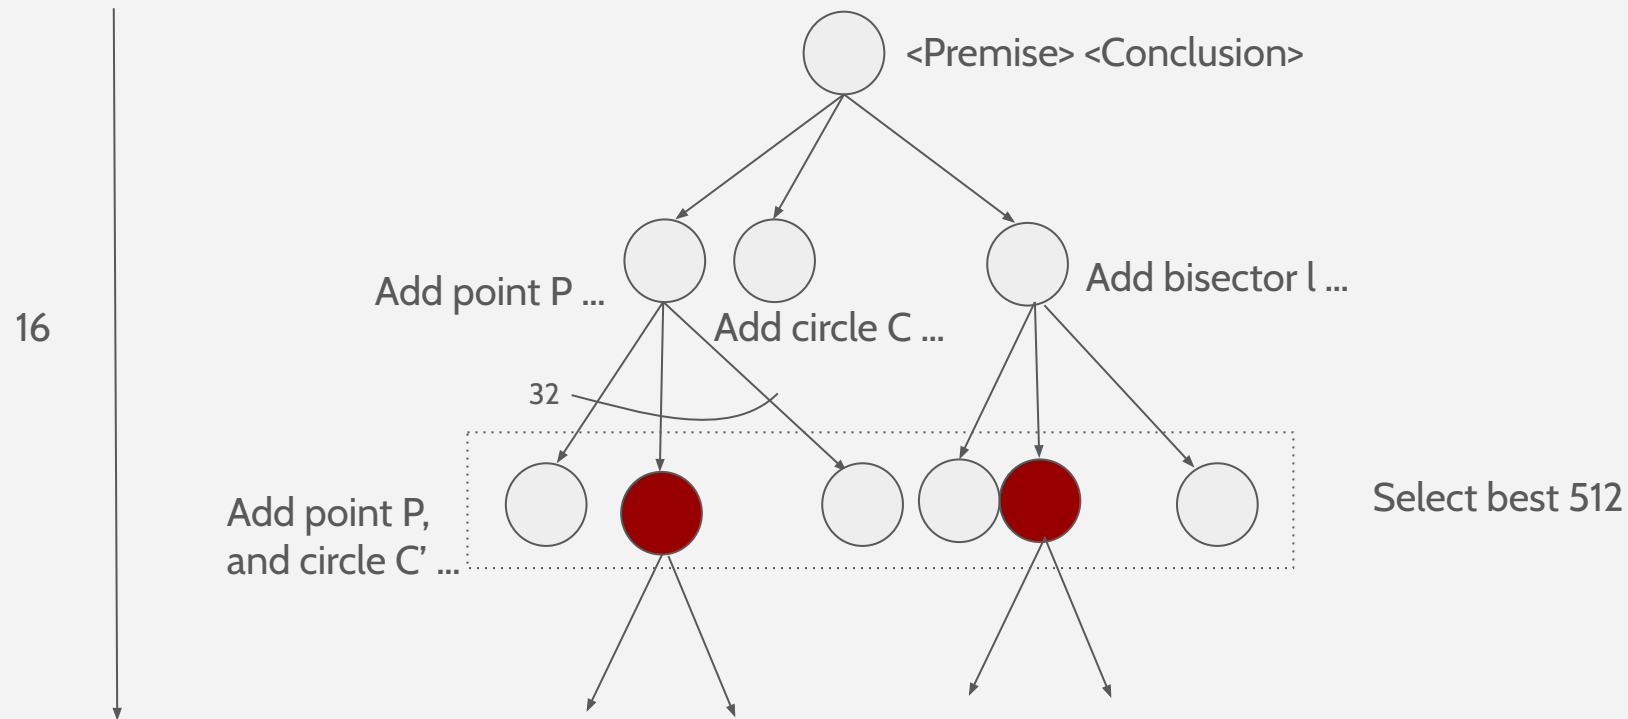 <Premise> <Conclusion>
Add point P ...
Add bisector l ...
Add circle C ...
16
32
Add point P,
and circle C’ ...
Select best 512